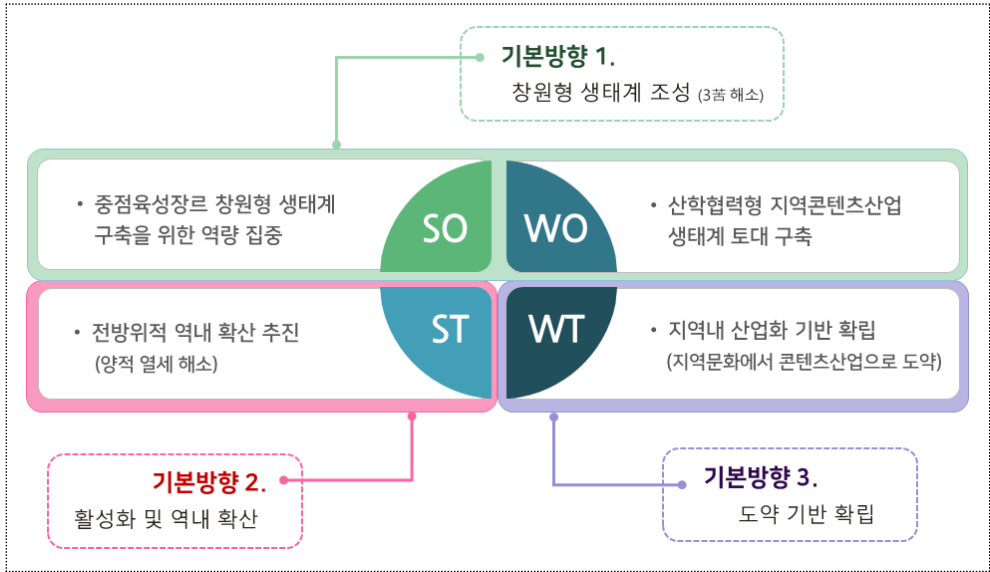 기본방향 1.
창원형 생태계 조성 (3苦 해소)
• 중점육성장르 창원형 생태계
구축을 위한 역량 집중
SO
WO
• 산학협력형 지역콘텐츠산업
생태계 토대 구축
• 전방위적 역내 확산 추진
(양적 열세 해소)
ST
WT
• 지역내 산업화 기반 확립
(지역문화에서 콘텐츠산업으로 도약)
기본방향 2.
활성화 및 역내 확산
기본방향 3.
도약 기반 확립